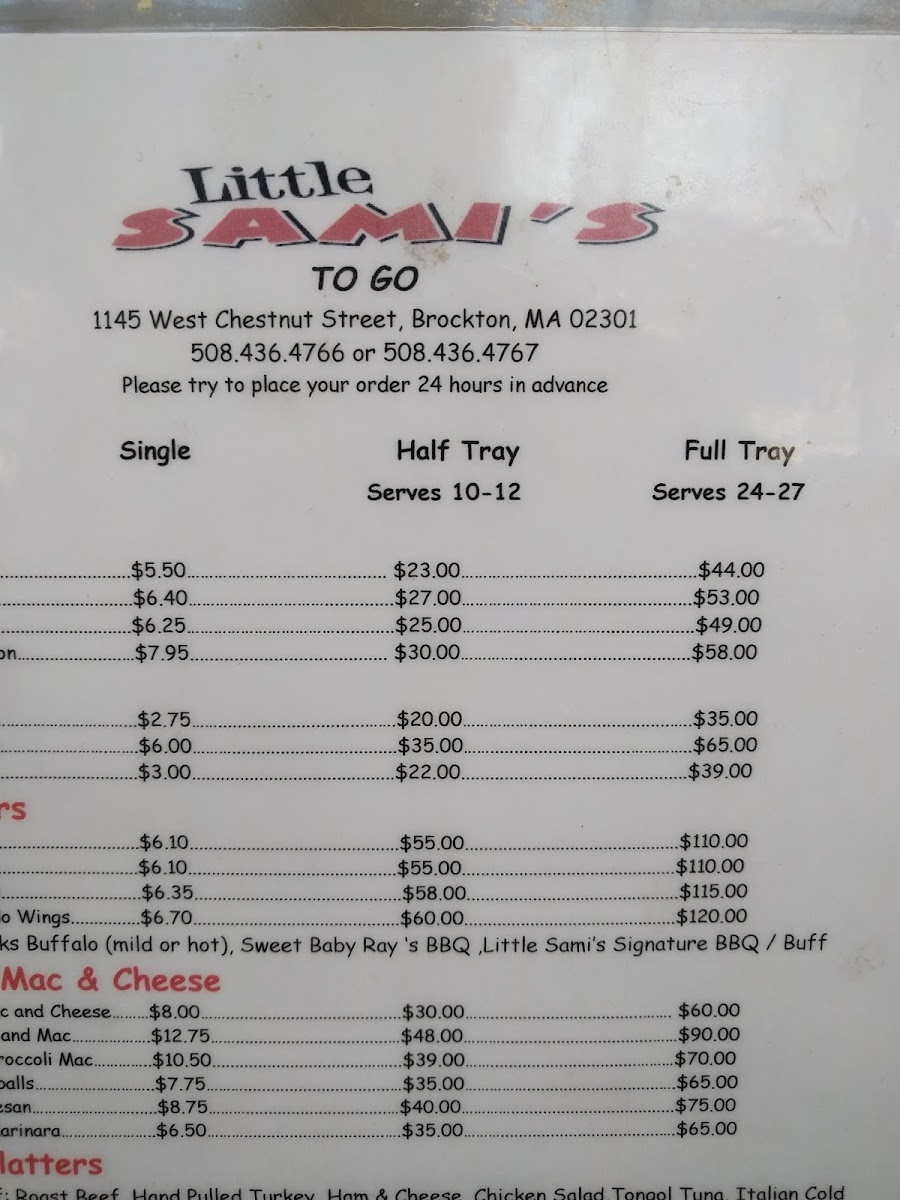 Little
SAMI'S
TO GO
1145 West Chestnut Street, Brockton, MA 02301
508.436.4766 or 508.436.4767
Please try to place your order 24 hours in advance
Single Half Tray Full Tray
Serves 10-12 Serves 24-27
$5.50 $23.00 $44.00
$6.40 $27.00 $53.00
$6.25 $25.00 $49.00
on $7.95 $30.00 $58.00
$2.75 $20.00 $35.00
$6.00 $35.00 $65.00
$3.00 $22.00 $39.00
rs
$6.10 $55.00 $110.00
$6.10 $55.00 $110.00
$6.35 $58.00 $115.00
o Wings $6.70 $60.00 $120.00
ks Buffalo (mild or hot), Sweet Baby Ray 's BBQ ,Little Sami's Signature BBQ / Buff
Mac & Cheese
c and Cheese $8.00 $30.00 $60.00
and Mac $12.75 $48.00 $90.00
roccoli Mac $10.50 $39.00 $70.00
balls $7.75 $35.00 $65.00
esan $8.75 $40.00 $75.00
arinara $6.50 $35.00 $65.00
latters
f: Roast Beef, Hand Pulled Turkey, Ham & Cheese, Chicken Salad Tongol Tuna, Italian Cold